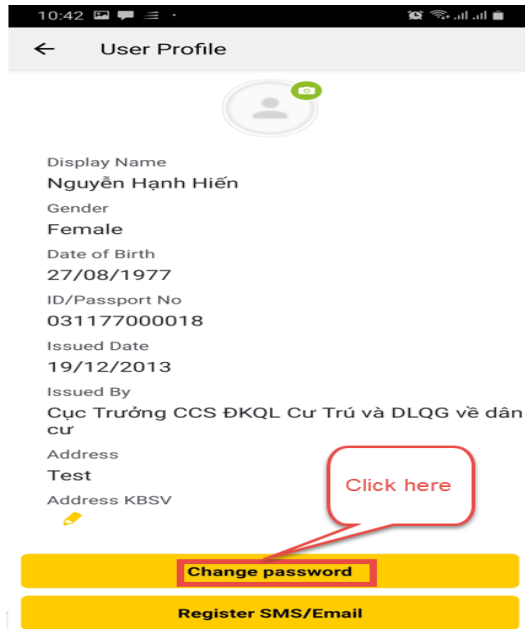 10:42
User Profile
Display Name
Nguyễn Hạnh Hiến
Gender
Female
Date of Birth
27/08/1977
ID/Passport No
031177000018
Issued Date
19/12/2013
Issued By
Cục Trưởng CCS ĐKQL Cư Trú và DLQG về dân
cư
Address
Test
Address KBSV
Click here
Change password
Register SMS/Email